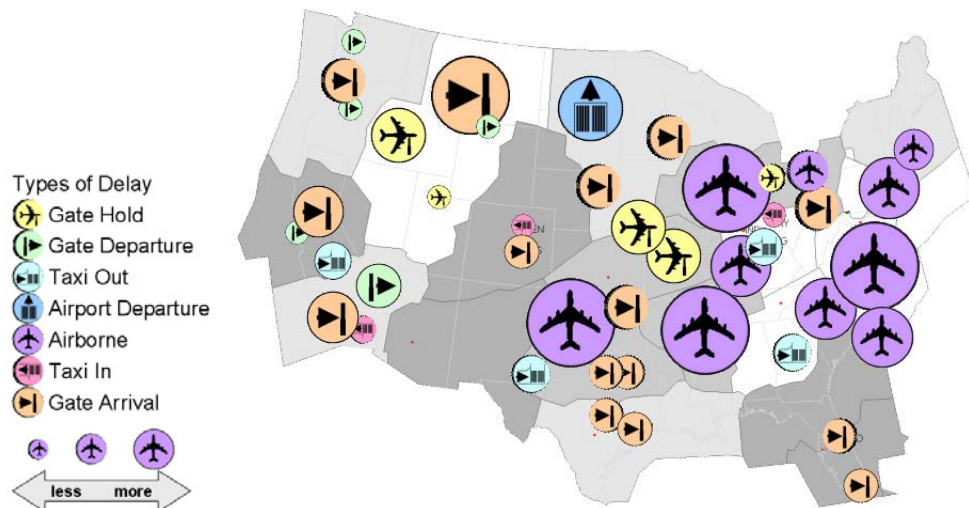 Types of Delay
Gate Hold
Gate Departure
Taxi Out
Airport Departure
Airborne
Taxi In
Gate Arrival
less more